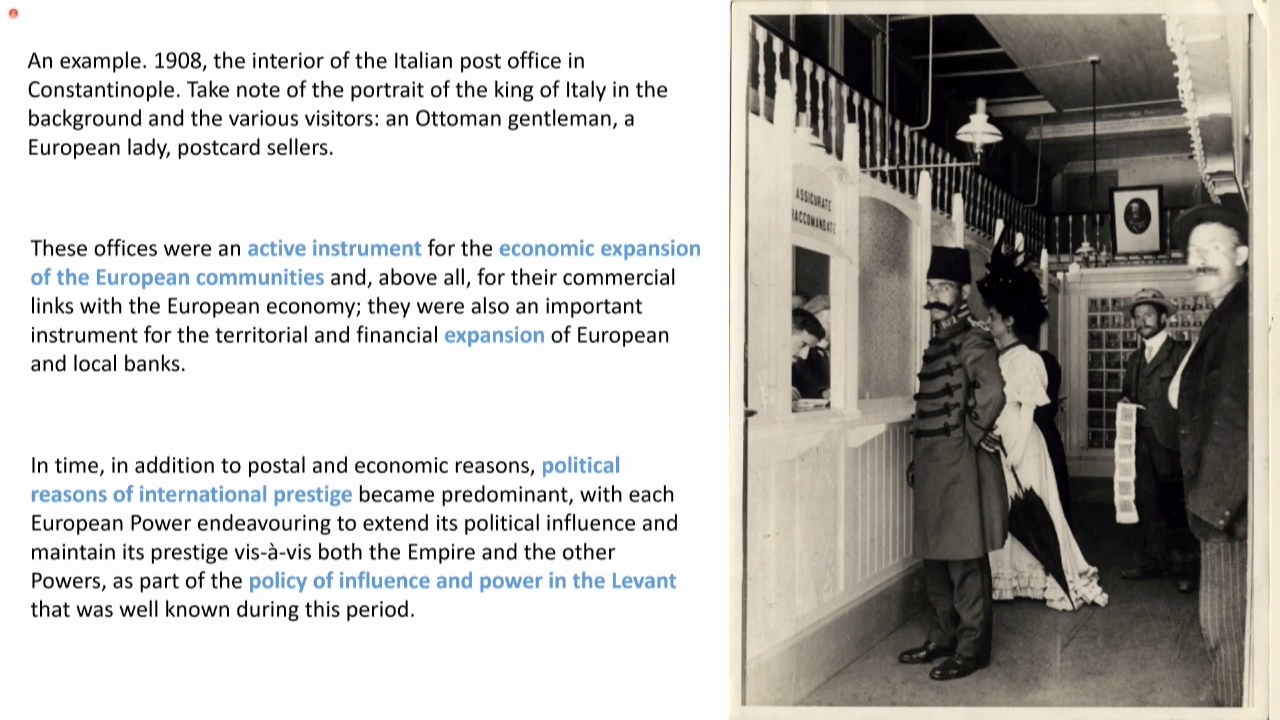 An example. 1908, the interior of the Italian post office in
Constantinople. Take note of the portrait of the king of Italy in the
background and the various visitors: an Ottoman gentleman, a
European lady, postcard sellers.
These offices were an active instrument for the economic expansion
of the European communities and, above all, for their commercial
links with the European economy; they were also an important
instrument for the territorial and financial expansion of European
and local banks.
In time, in addition to postal and economic reasons, political
reasons of international prestige became predominant, with each
European Power endeavouring to extend its political influence and
maintain its prestige vis-à-vis both the Empire and the other
Powers, as part of the policy of influence and power in the Levant
that was well known during this period.
ASSICURATE
RACCOMANDATE